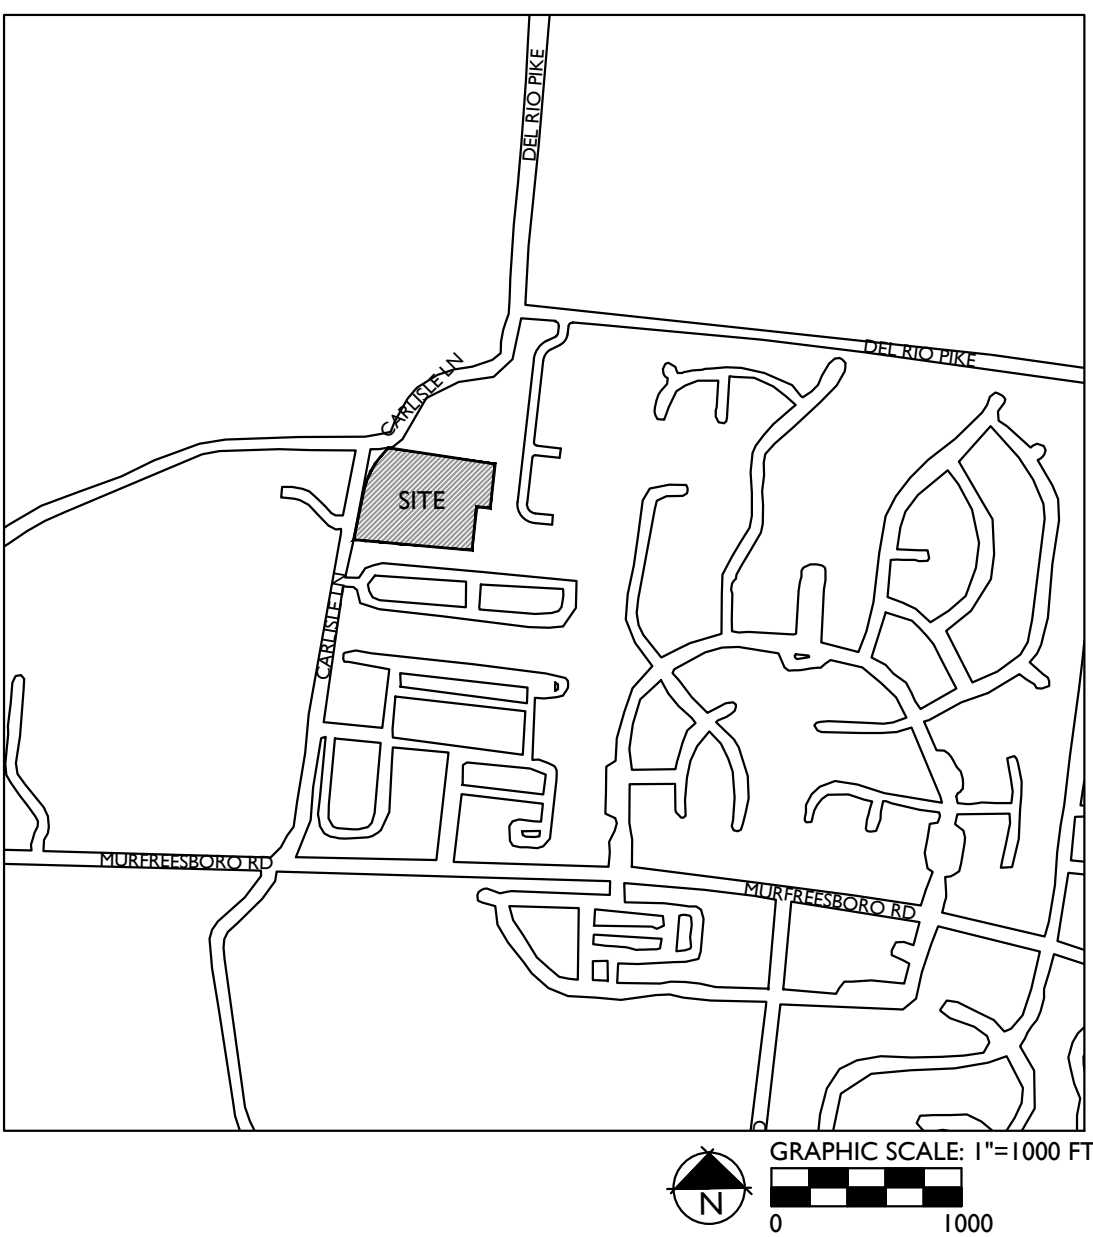 DEL RIO PIKE
DEL RIO PIKE
CARLISLE LN
SITE
CARLISLE LN
MURFREESBORO RD
MURFREESBORO RD
GRAPHIC SCALE: 1"=1000 FT
N
0 1000